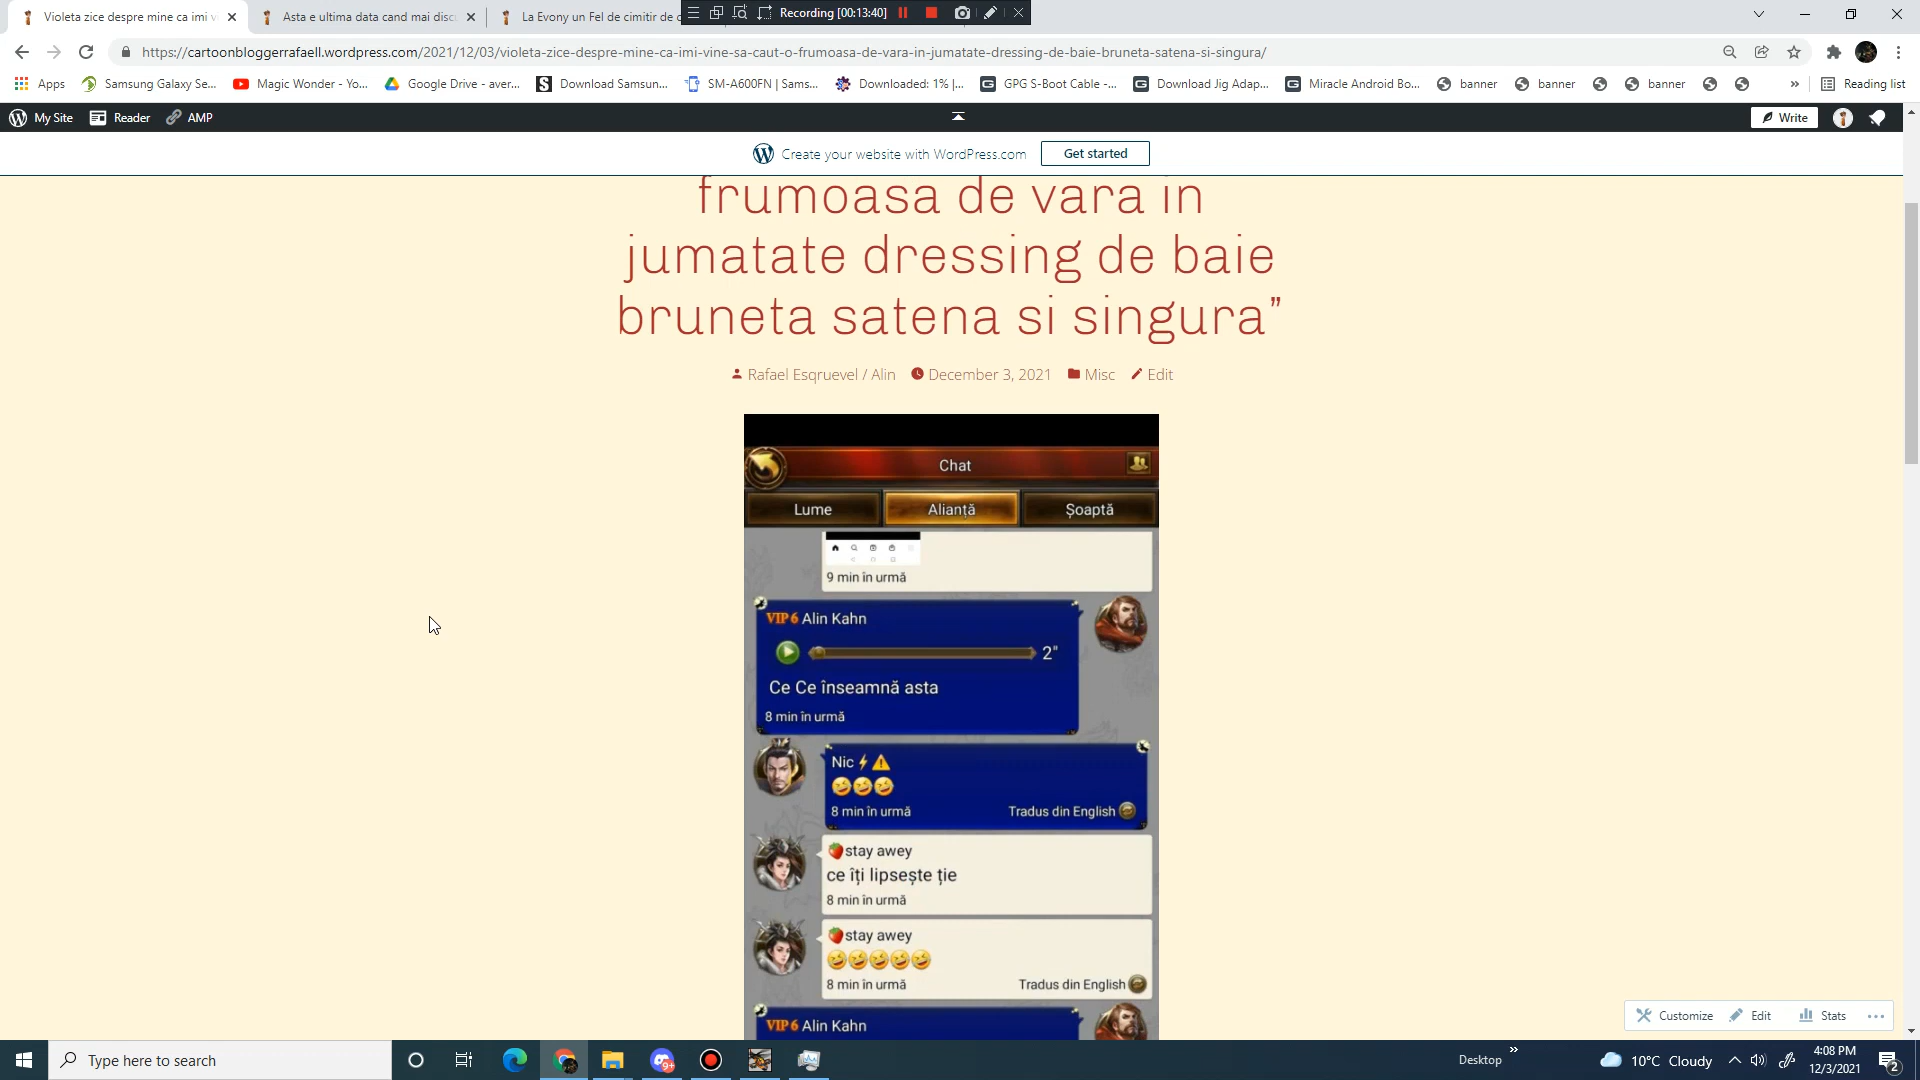 Violeta zice despre mine ca imi v
Asta e ultima data cand mai disc
La Evony un Fel de cimitir de c
Recording [00:13:40]
https://cartoonbloggerrafaell.wordpress.com/2021/12/03/violeta-zice-despre-mine-ca-imi-vine-sa-caut-o-frumoasa-de-vara-in-jumatate-dressing-de-baie-bruneta-satena-si-singura/
Apps
Samsung Galaxy Se...
Magic Wonder - Yo...
Google Drive - aver...
Download Samsun...
SM-A600FN | Sams...
Downloaded: 1% |...
GPG S-Boot Cable -...
Download Jig Adap...
Miracle Android Bo...
banner
banner
banner
»
Reading list
My Site
Reader
AMP
Write
Create your website with WordPress.com
Get started
frumoasa de vara in
jumatate dressing de baie
bruneta satena si singura”
Rafael Esqruevel / Alin
December 3, 2021
Misc
Edit
Chat
Lume
Alianță
Șoaptă
9 min în urmă
VIP 6 Alin Kahn
2"
Ce Ce înseamnă asta
8 min în urmă
Nic⚡⚠
🤣🤣🤣
8 min în urmă
Tradus din English
🍓stay awey
ce îți lipsește ție
8 min în urmă
🍓stay awey
🤣🤣🤣🤣🤣
8 min în urmă
Tradus din English
VIP 6 Alin Kahn
Customize
Edit
Stats
...
Type here to search
9+
Desktop
»
10°C Cloudy
4:08 PM
12/3/2021
2